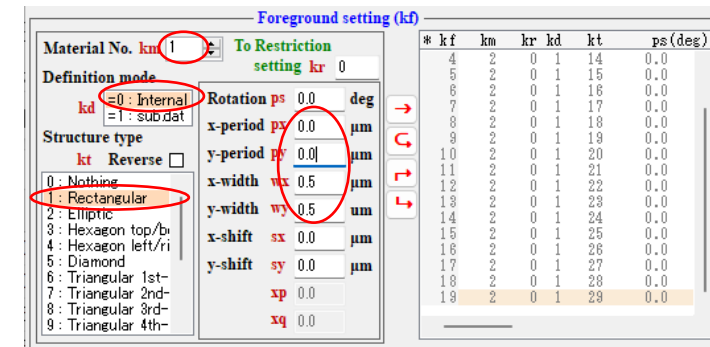 Foreground setting (kf)
Material No. km 1
To Restriction
setting kr 0
Definition mode
kd =0 : Internal
=1 : sub.dat
Structure type
kt Reverse
0 : Nothing
1 : Rectangular
2 : Elliptic
3 : Hexagon top/b
4 : Hexagon left/ri
5 : Diamond
6 : Triangular 1st-
7 : Triangular 2nd-
8 : Triangular 3rd-
9 : Triangular 4th-
Rotation ps 0.0 deg
x-period px 0.0 μm
y-period py 0.0 μm
x-width wx 0.5 μm
y-width wy 0.5 um
x-shift sx 0.0 μm
y-shift sy 0.0 μm
xp 0.0
xq 0.0
* kf km kr kd kt ps(deg)
4 2 0 1 14 0.0
5 2 0 1 15 0.0
6 2 0 1 16 0.0
7 2 0 1 17 0.0
8 2 0 1 18 0.0
9 2 0 1 19 0.0
10 2 0 1 20 0.0
11 2 0 1 21 0.0
12 2 0 1 22 0.0
13 2 0 1 23 0.0
14 2 0 1 24 0.0
15 2 0 1 25 0.0
16 2 0 1 26 0.0
17 2 0 1 27 0.0
18 2 0 1 28 0.0
19 2 0 1 29 0.0